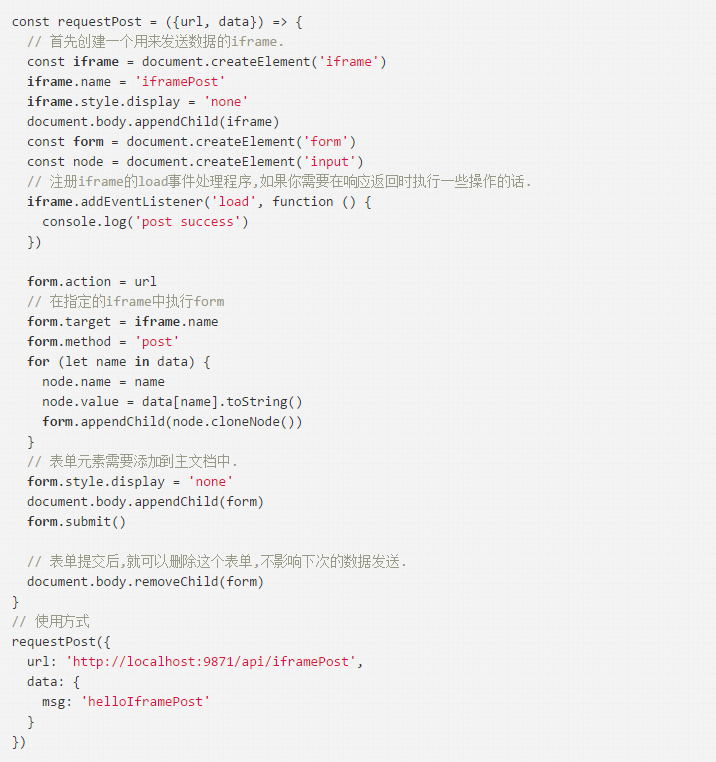 const requestPost = ({url, data}) => {
  // 首先创建一个用来发送数据的iframe.
  const iframe = document.createElement('iframe')
  iframe.name = 'iframePost'
  iframe.style.display = 'none'
  document.body.appendChild(iframe)
  const form = document.createElement('form')
  const node = document.createElement('input')
  // 注册iframe的load事件处理程序,如果你需要在响应返回时执行一些操作的话.
  iframe.addEventListener('load', function () {
    console.log('post success')
  })

  form.action = url
  // 在指定的iframe中执行form
  form.target = iframe.name
  form.method = 'post'
  for (let name in data) {
    node.name = name
    node.value = data[name].toString()
    form.appendChild(node.cloneNode())
  }
  // 表单元素需要添加到主文档中.
  form.style.display = 'none'
  document.body.appendChild(form)
  form.submit()

  // 表单提交后,就可以删除这个表单,不影响下次的数据发送.
  document.body.removeChild(form)
}
// 使用方式
requestPost({
  url: 'http://localhost:9871/api/iframePost',
  data: {
    msg: 'helloIframePost'
  }
})